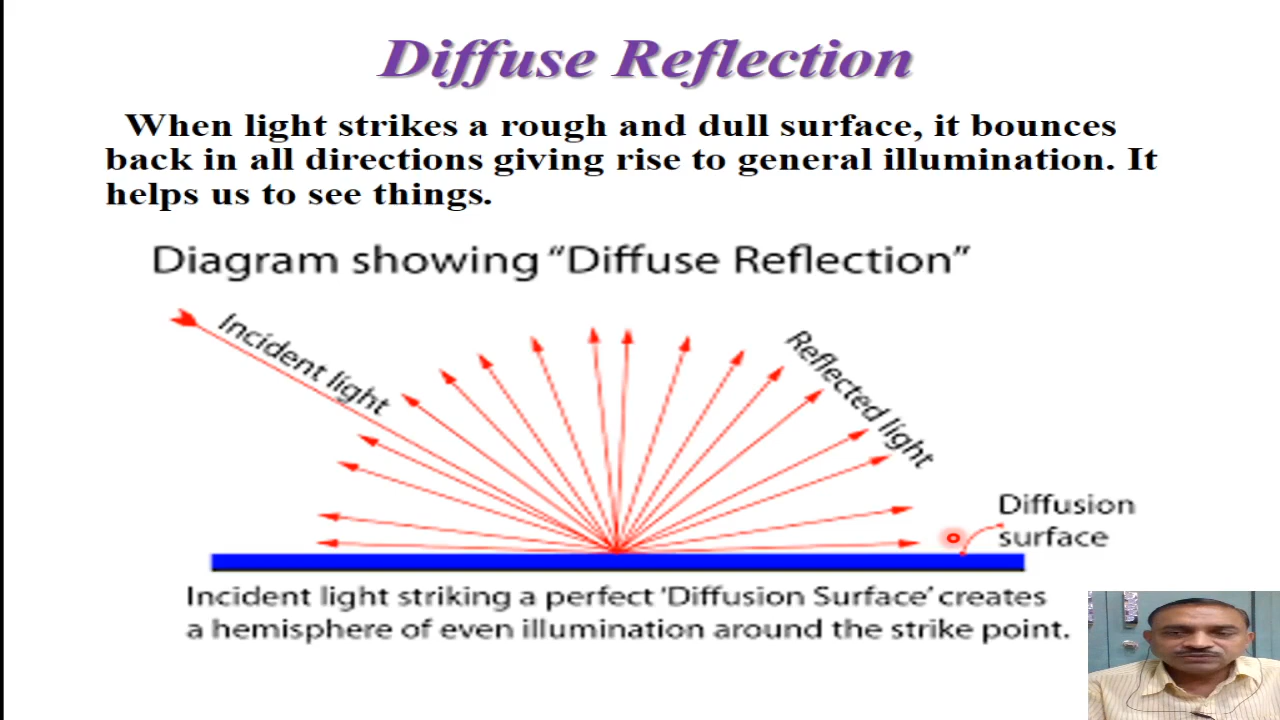 Diffuse Reflection
When light strikes a rough and dull surface, it bounces
back in all directions giving rise to general illumination. It
helps us to see things.
Diagram showing “Diffuse Reflection”
Incident light
Reflected light
Diffusion
surface
Incident light striking a perfect ‘Diffusion Surface’ creates
a hemisphere of even illumination around the strike point.